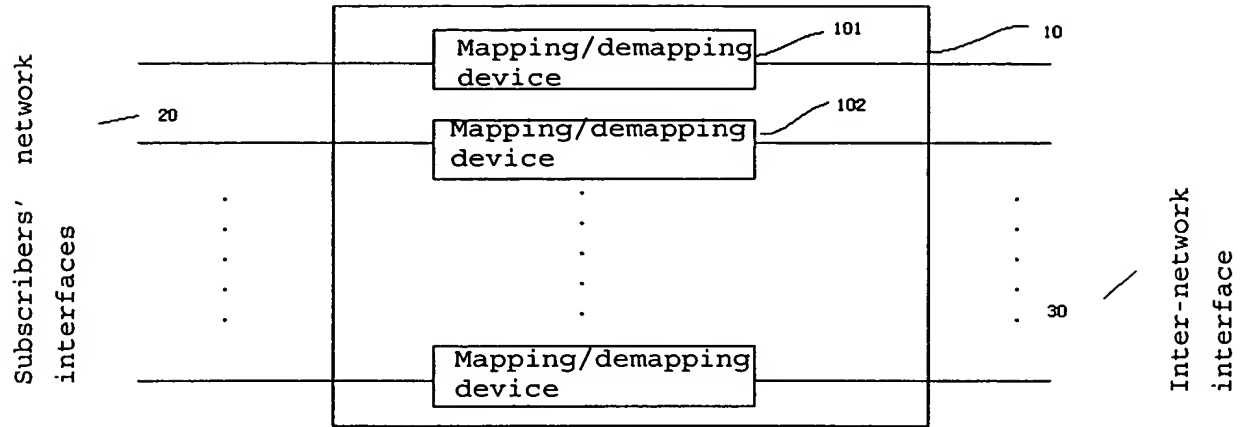 Mapping/demapping
device
101
10
Mapping/demapping
device
102
20
Subscribers' network
interfaces
30
Inter-network
interface
Mapping/demapping
device